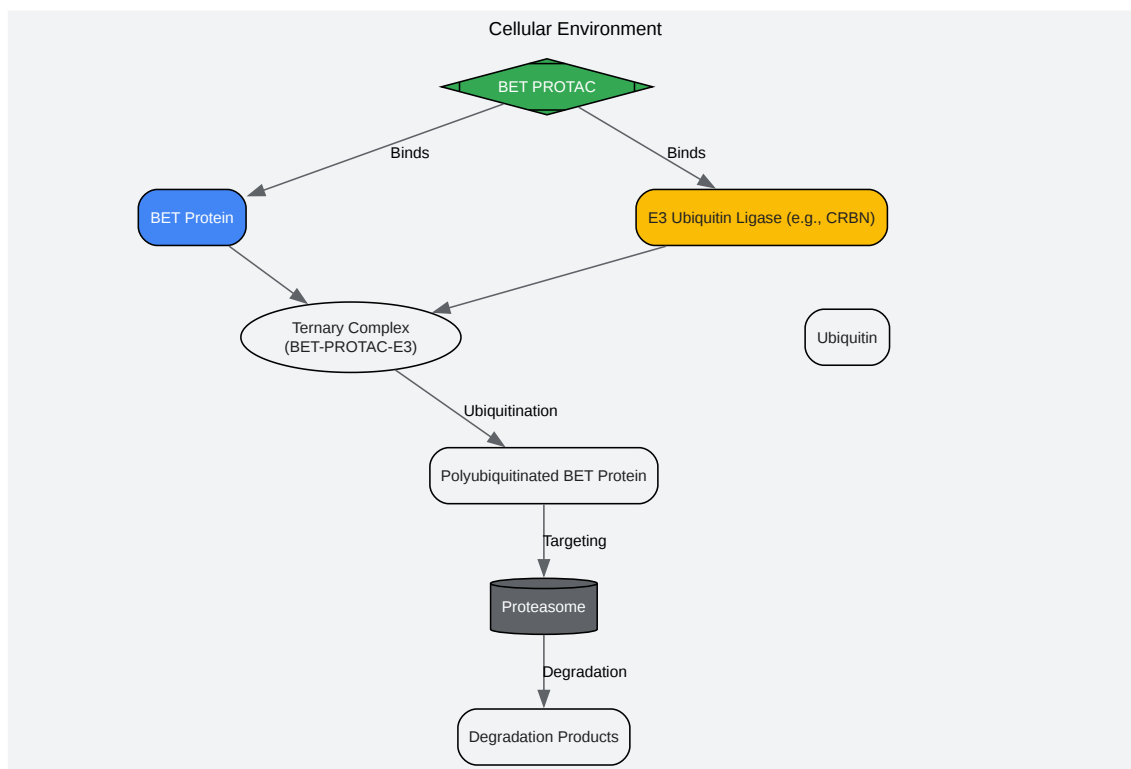 Cellular Environment
BET PROTAC
Binds
Binds
BET Protein
E3 Ubiquitin Ligase (e.g., CRBN)
Ternary Complex
(BET-PROTAC-E3)
Ubiquitin
Ubiquitination
Polyubiquitinated BET Protein
Targeting
Proteasome
Degradation
Degradation Products